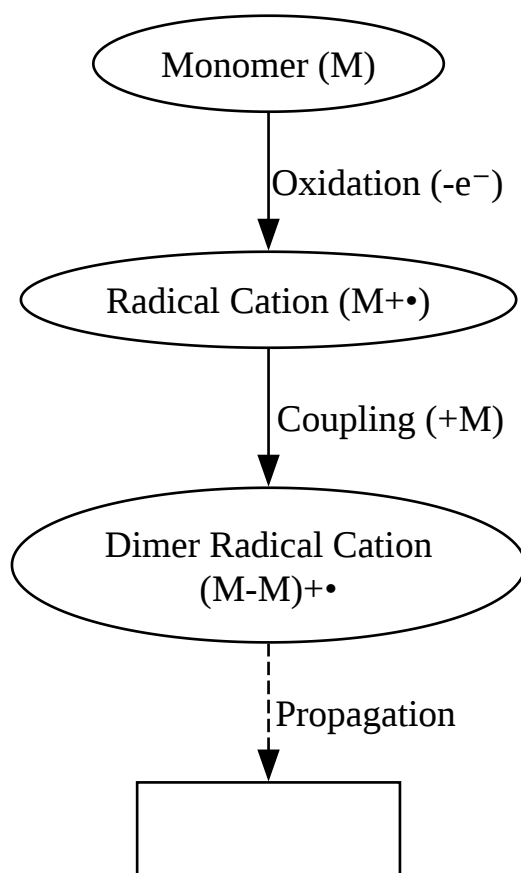 Monomer (M)
Oxidation (-e⁻)
Radical Cation (M+•)
Coupling (+M)
Dimer Radical Cation
(M-M)+•
Propagation